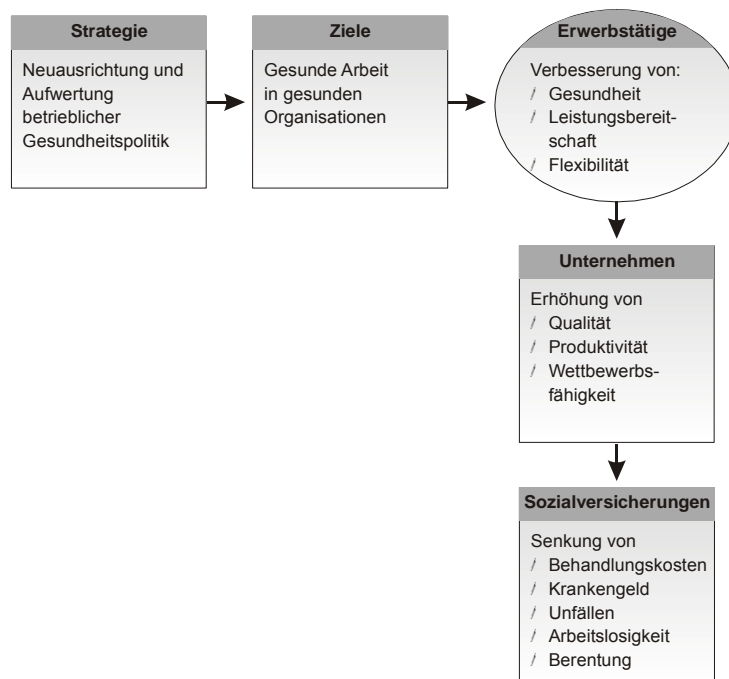 Strategie
Neuausrichtung und
Aufwertung
betrieblicher
Gesundheitspolitik
Ziele
Gesunde Arbeit
in gesunden
Organisationen
Erwerbstätige
Verbesserung von:
/ Gesundheit
/ Leistungsbereit-
schaft
/ Flexibilität
Unternehmen
Erhöhung von
/ Qualität
/ Produktivität
/ Wettbewerbs-
fähigkeit
Sozialversicherungen
Senkung von
/ Behandlungskosten
/ Krankengeld
/ Unfällen
/ Arbeitslosigkeit
/ Berentung